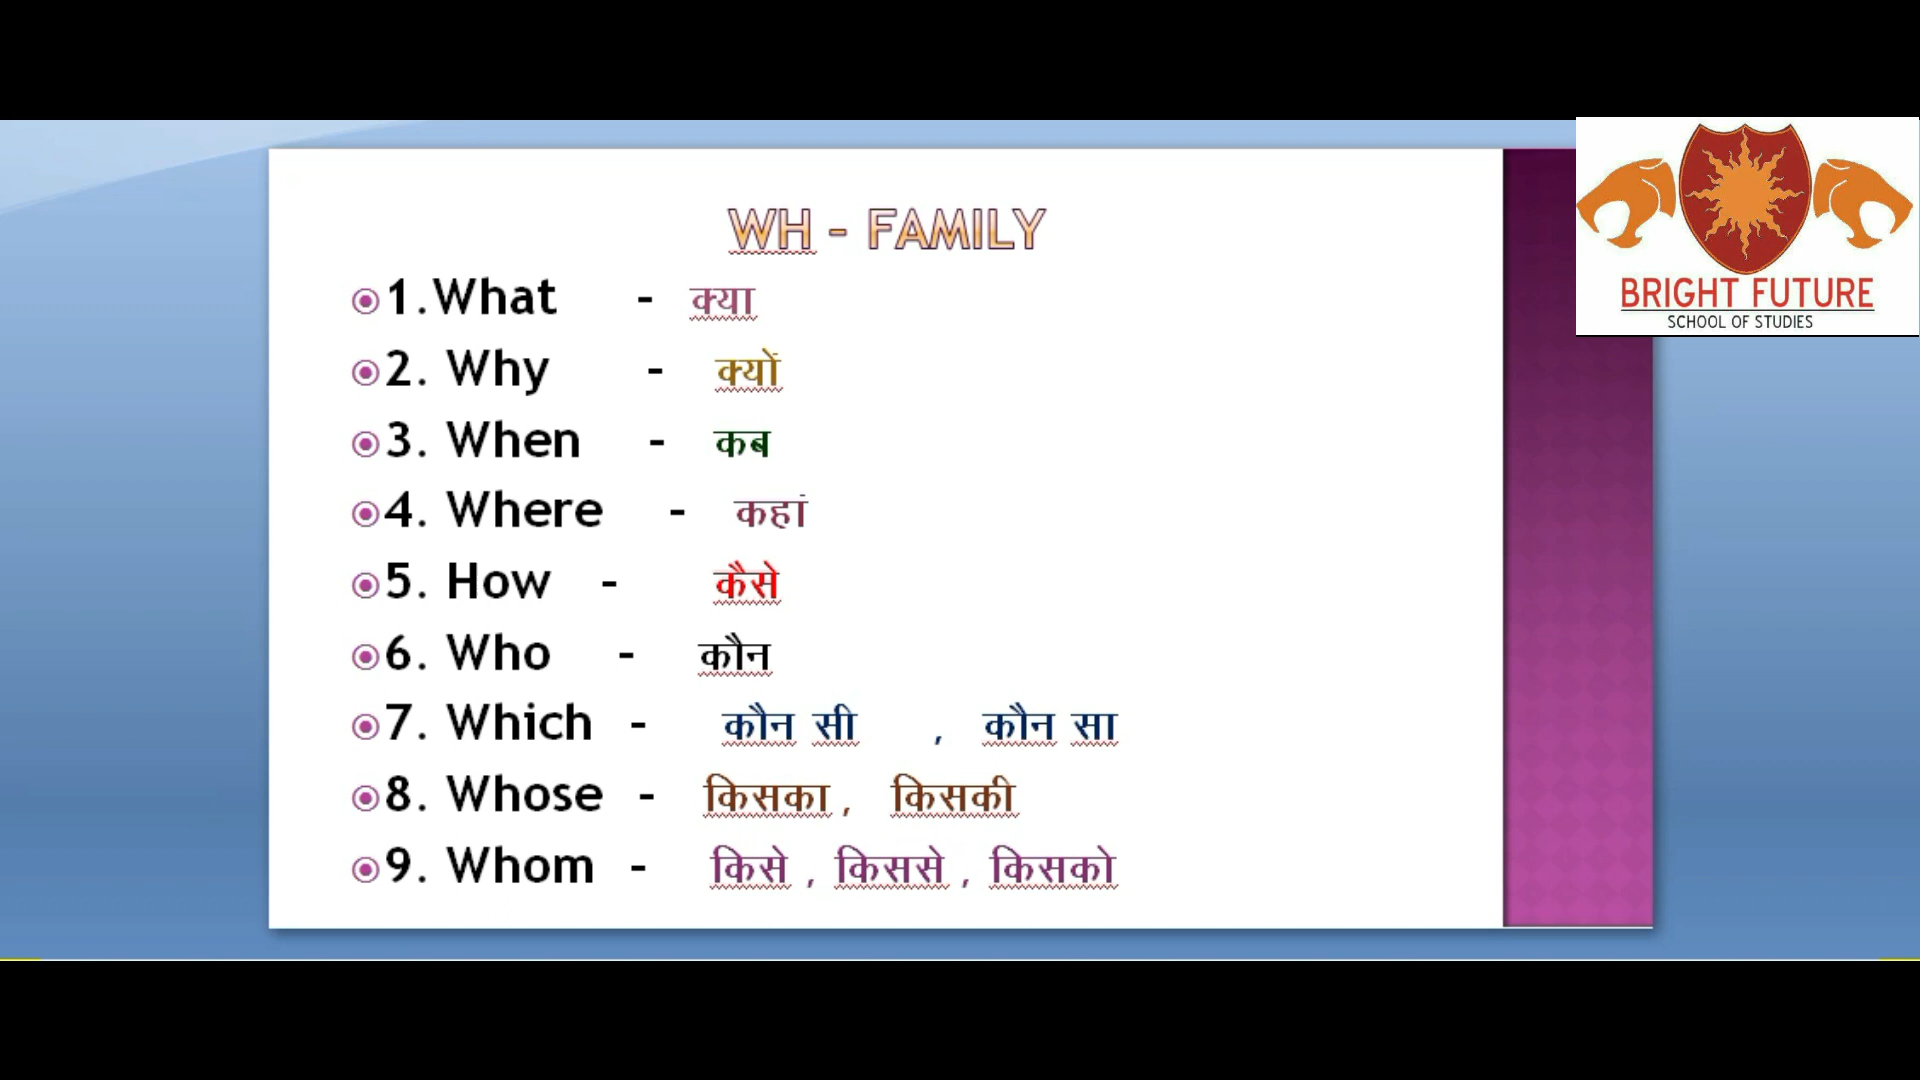 WH - FAMILY
1.What - क्या
2. Why - क्यों
3. When - कब
4. Where - कहां
5. How - कैसे
6. Who - कौन
7. Which - कौन सी , कौन सा
8. Whose - किसका , किसकी
9. Whom - किसे , किससे , किसको
BRIGHT FUTURE
SCHOOL OF STUDIES